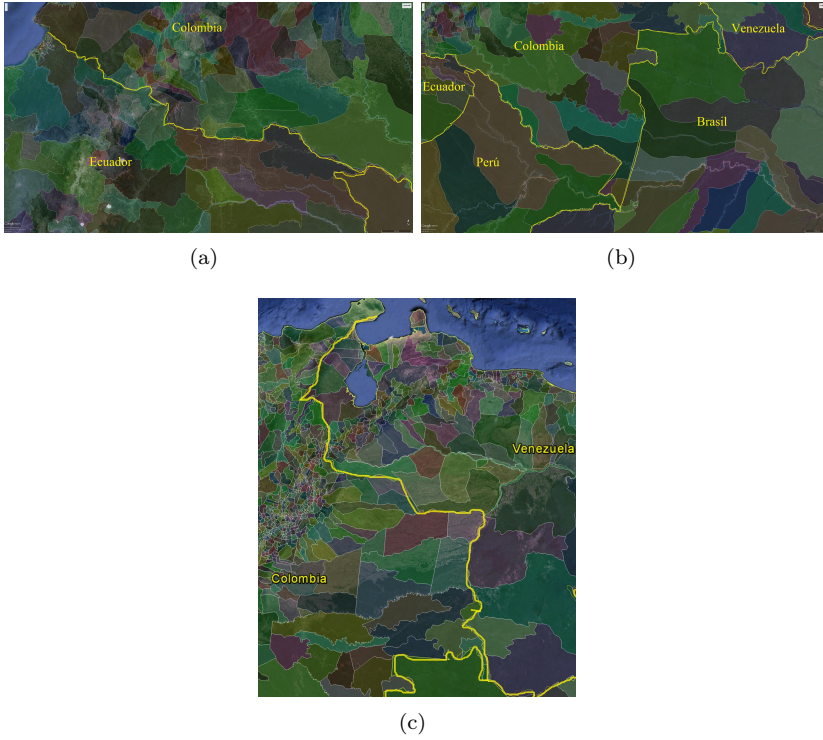 Colombia
Ecuador
(a)
Venezuela
Colombia
Ecuador
Brasil
Perú
(b)
Venezuela
Colombia
(c)